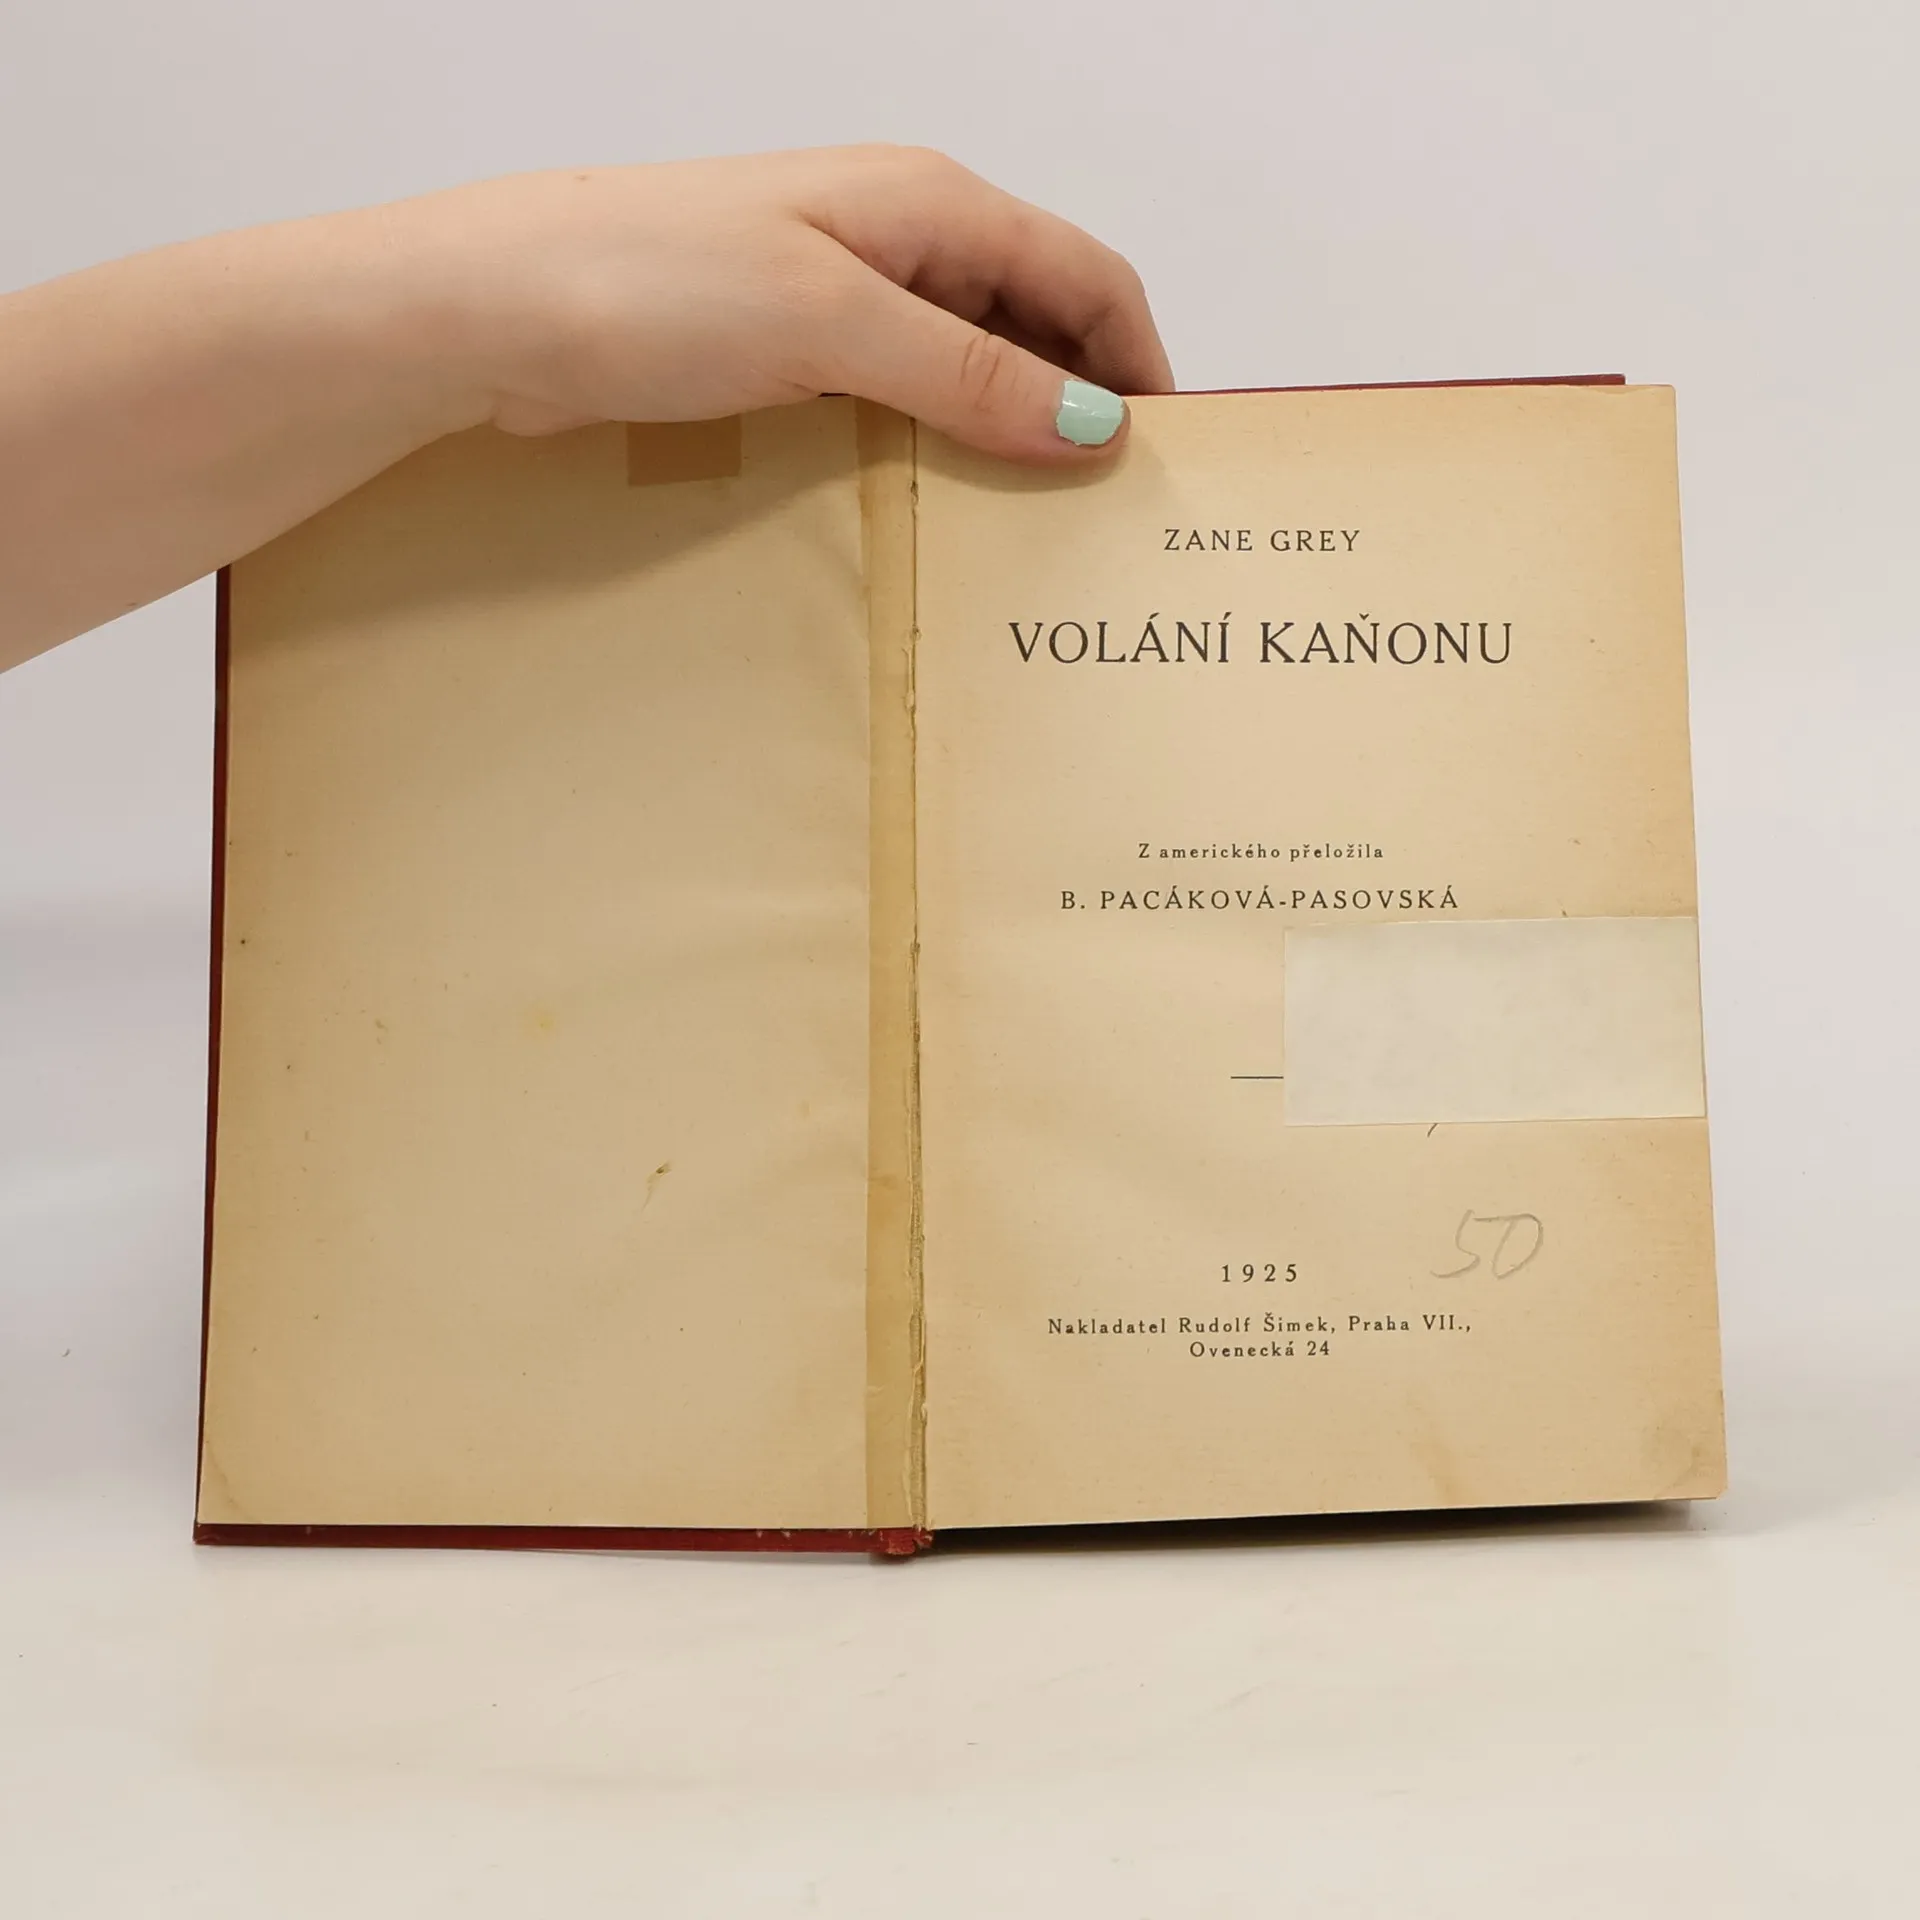 ZANE GREY
VOLÁNÍ KAŇONU
Z amerického přeložila
B. PACÁKOVÁ-PASOVSKÁ
50
1925
Nakladatel Rudolf Šimek, Praha VII.,
Ovenecká 24